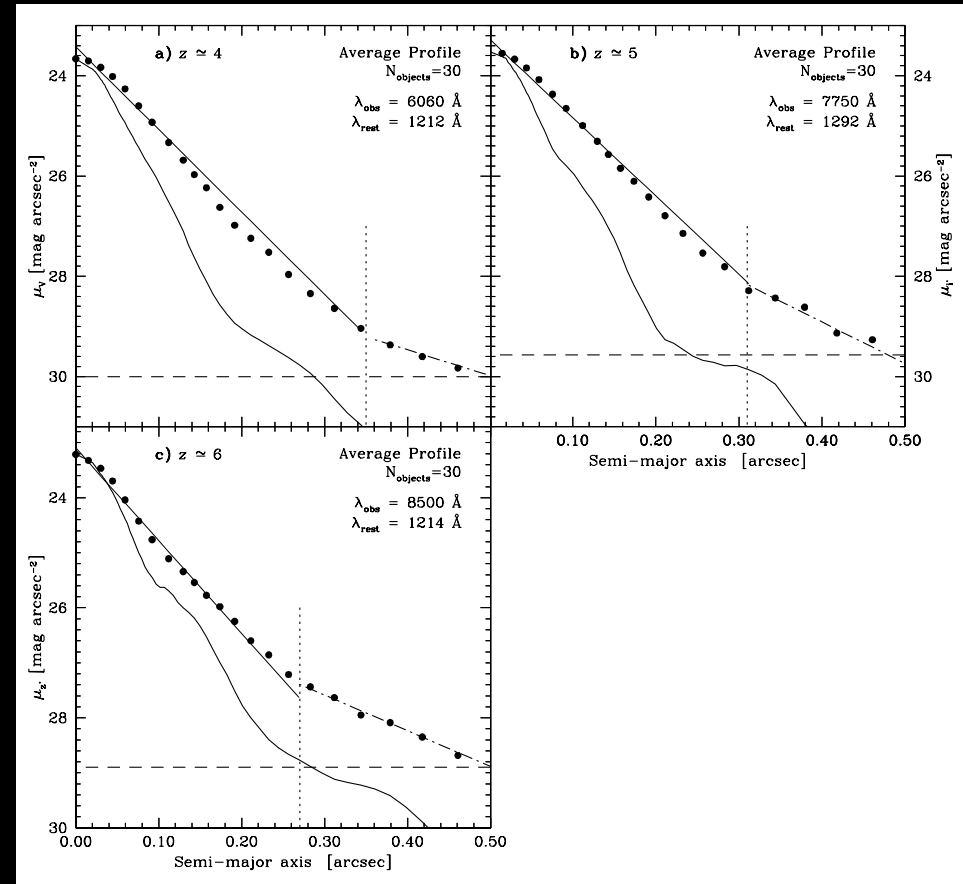 a) z ≃ 4
Average Profile
N_objects=30
λ_obs = 6060 Å
λ_rest = 1212 Å
24
26
28
30
μ_V [mag arcsec⁻²]
b) z ≃ 5
Average Profile
N_objects=30
λ_obs = 7750 Å
λ_rest = 1292 Å
24
26
28
30
μ_i' [mag arcsec⁻²]
0.10 0.20 0.30 0.40 0.50
Semi-major axis [arcsec]
c) z ≃ 6
Average Profile
N_objects=30
λ_obs = 8500 Å
λ_rest = 1214 Å
24
26
28
30
μ_z' [mag arcsec⁻²]
0.00 0.10 0.20 0.30 0.40 0.50
Semi-major axis [arcsec]